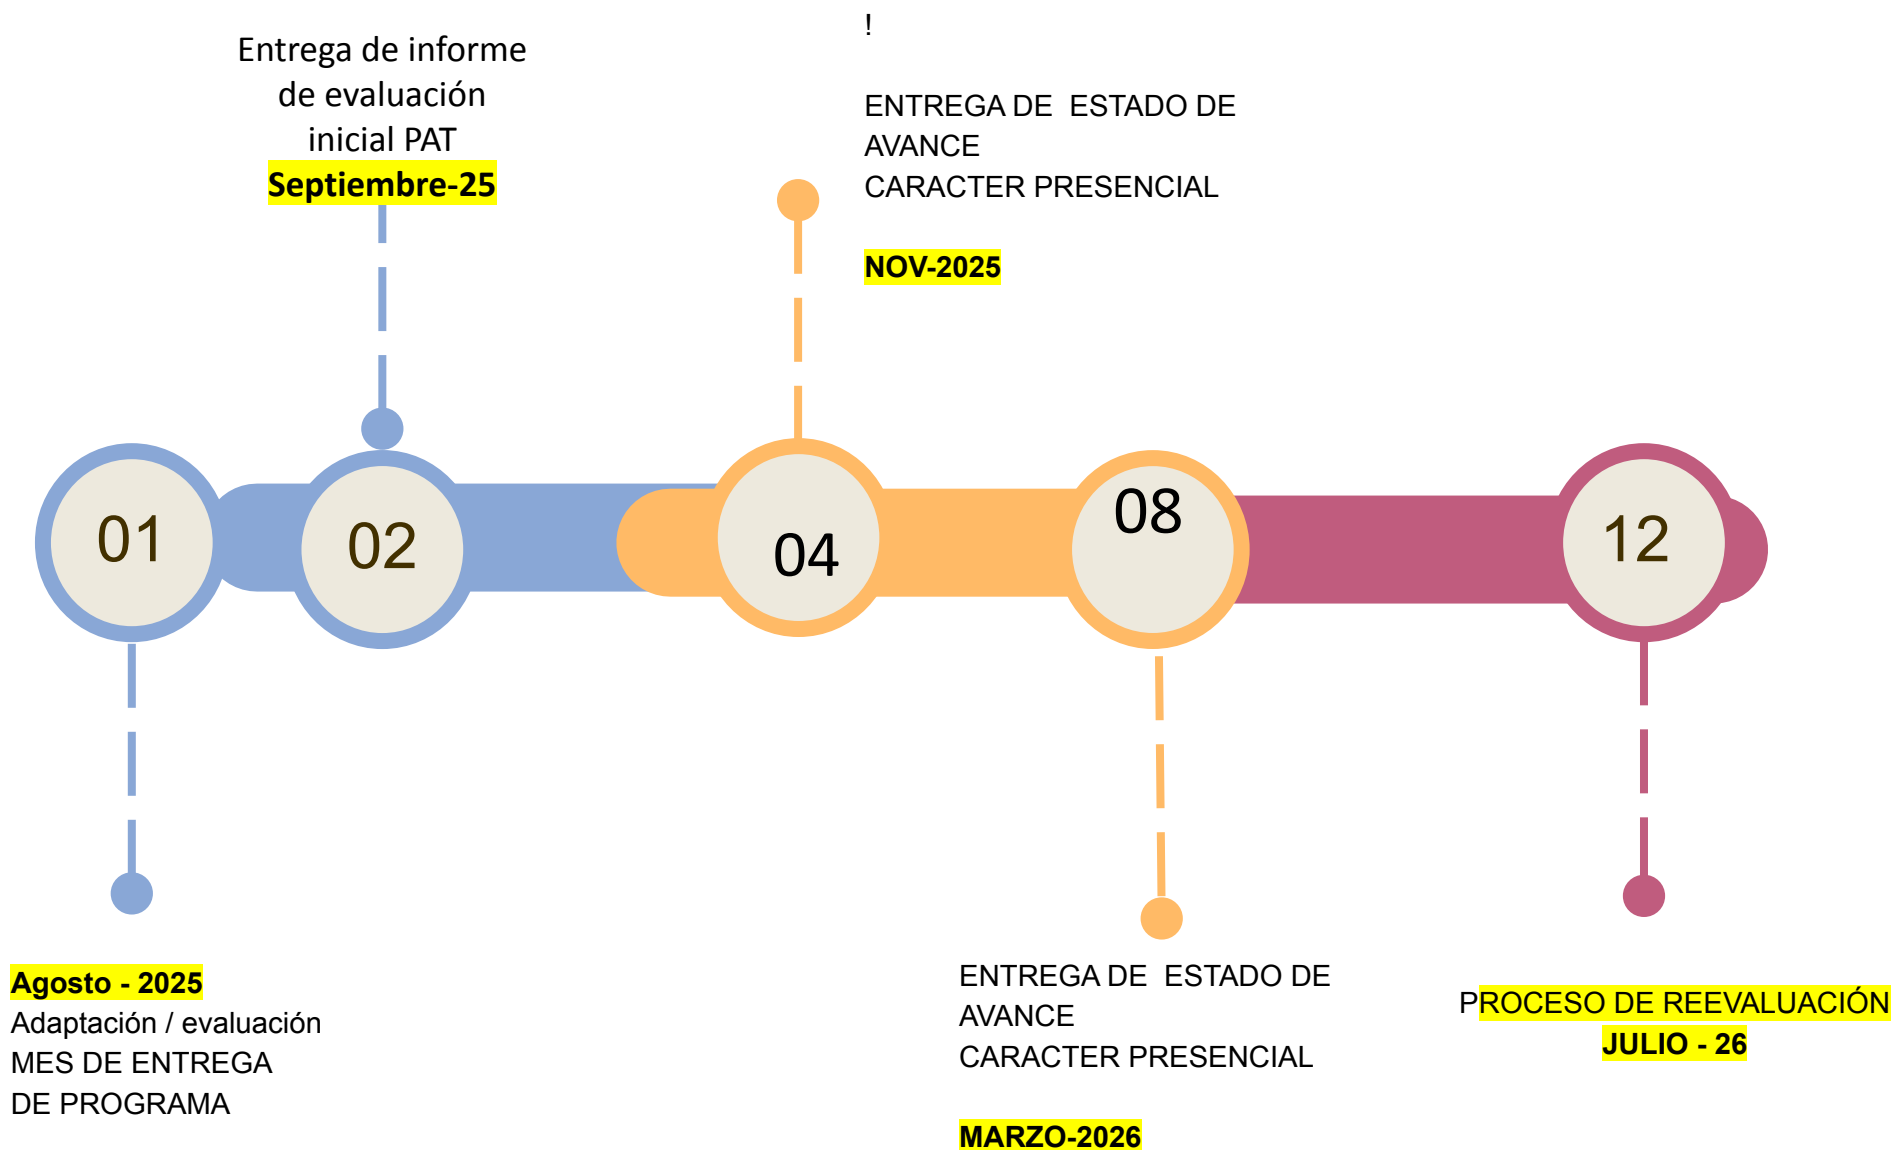 Entrega de informe
de evaluación
inicial PAT
Septiembre-25
!
ENTREGA DE  ESTADO DE
AVANCE
CARACTER PRESENCIAL
NOV-2025
01
02
04
08
12
Agosto - 2025
Adaptación / evaluación
MES DE ENTREGA
DE PROGRAMA
ENTREGA DE  ESTADO DE
AVANCE
CARACTER PRESENCIAL
MARZO-2026
PROCESO DE REEVALUACIÓN
JULIO - 26